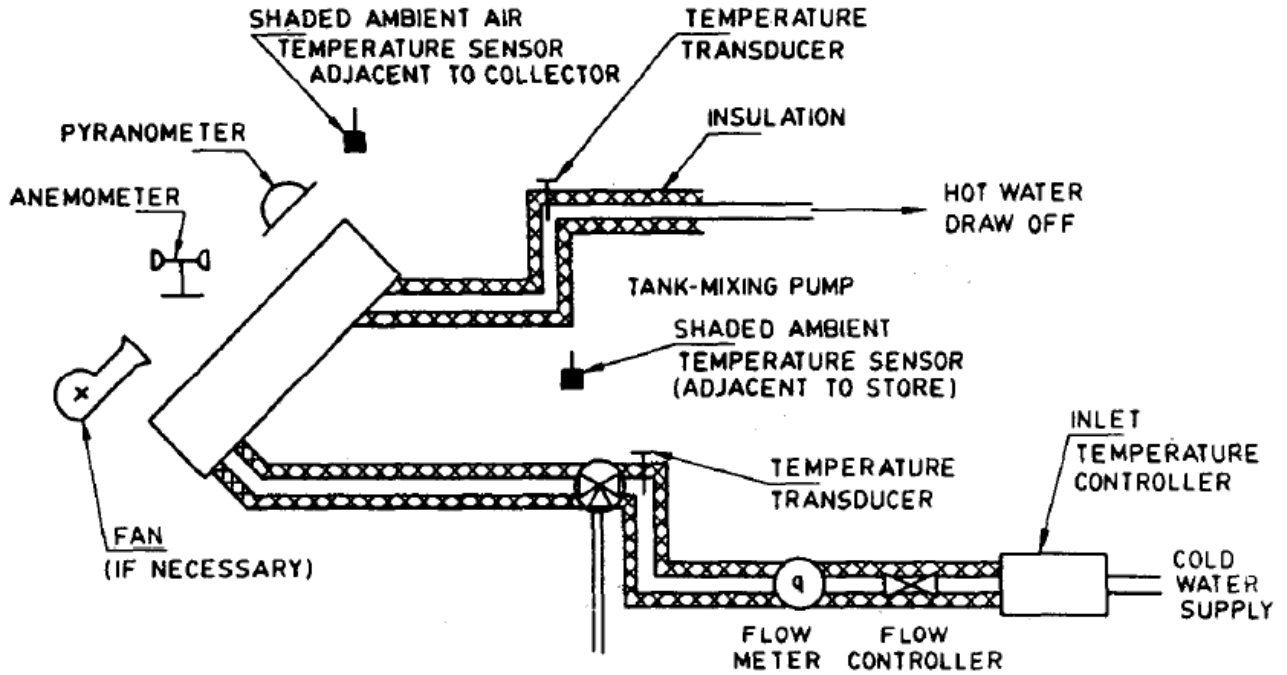 SHADED AMBIENT AIR
TEMPERATURE SENSOR
ADJACENT TO COLLECTOR
TEMPERATURE
TRANSDUCER
PYRANOMETER
INSULATION
ANEMOMETER
HOT WATER
DRAW OFF
TANK-MIXING PUMP
SHADED AMBIENT
TEMPERATURE SENSOR
(ADJACENT TO STORE)
INLET
TEMPERATURE
CONTROLLER
TEMPERATURE
TRANSDUCER
FAN
(IF NECESSARY)
COLD
WATER
SUPPLY
q
FLOW
METER
FLOW
CONTROLLER